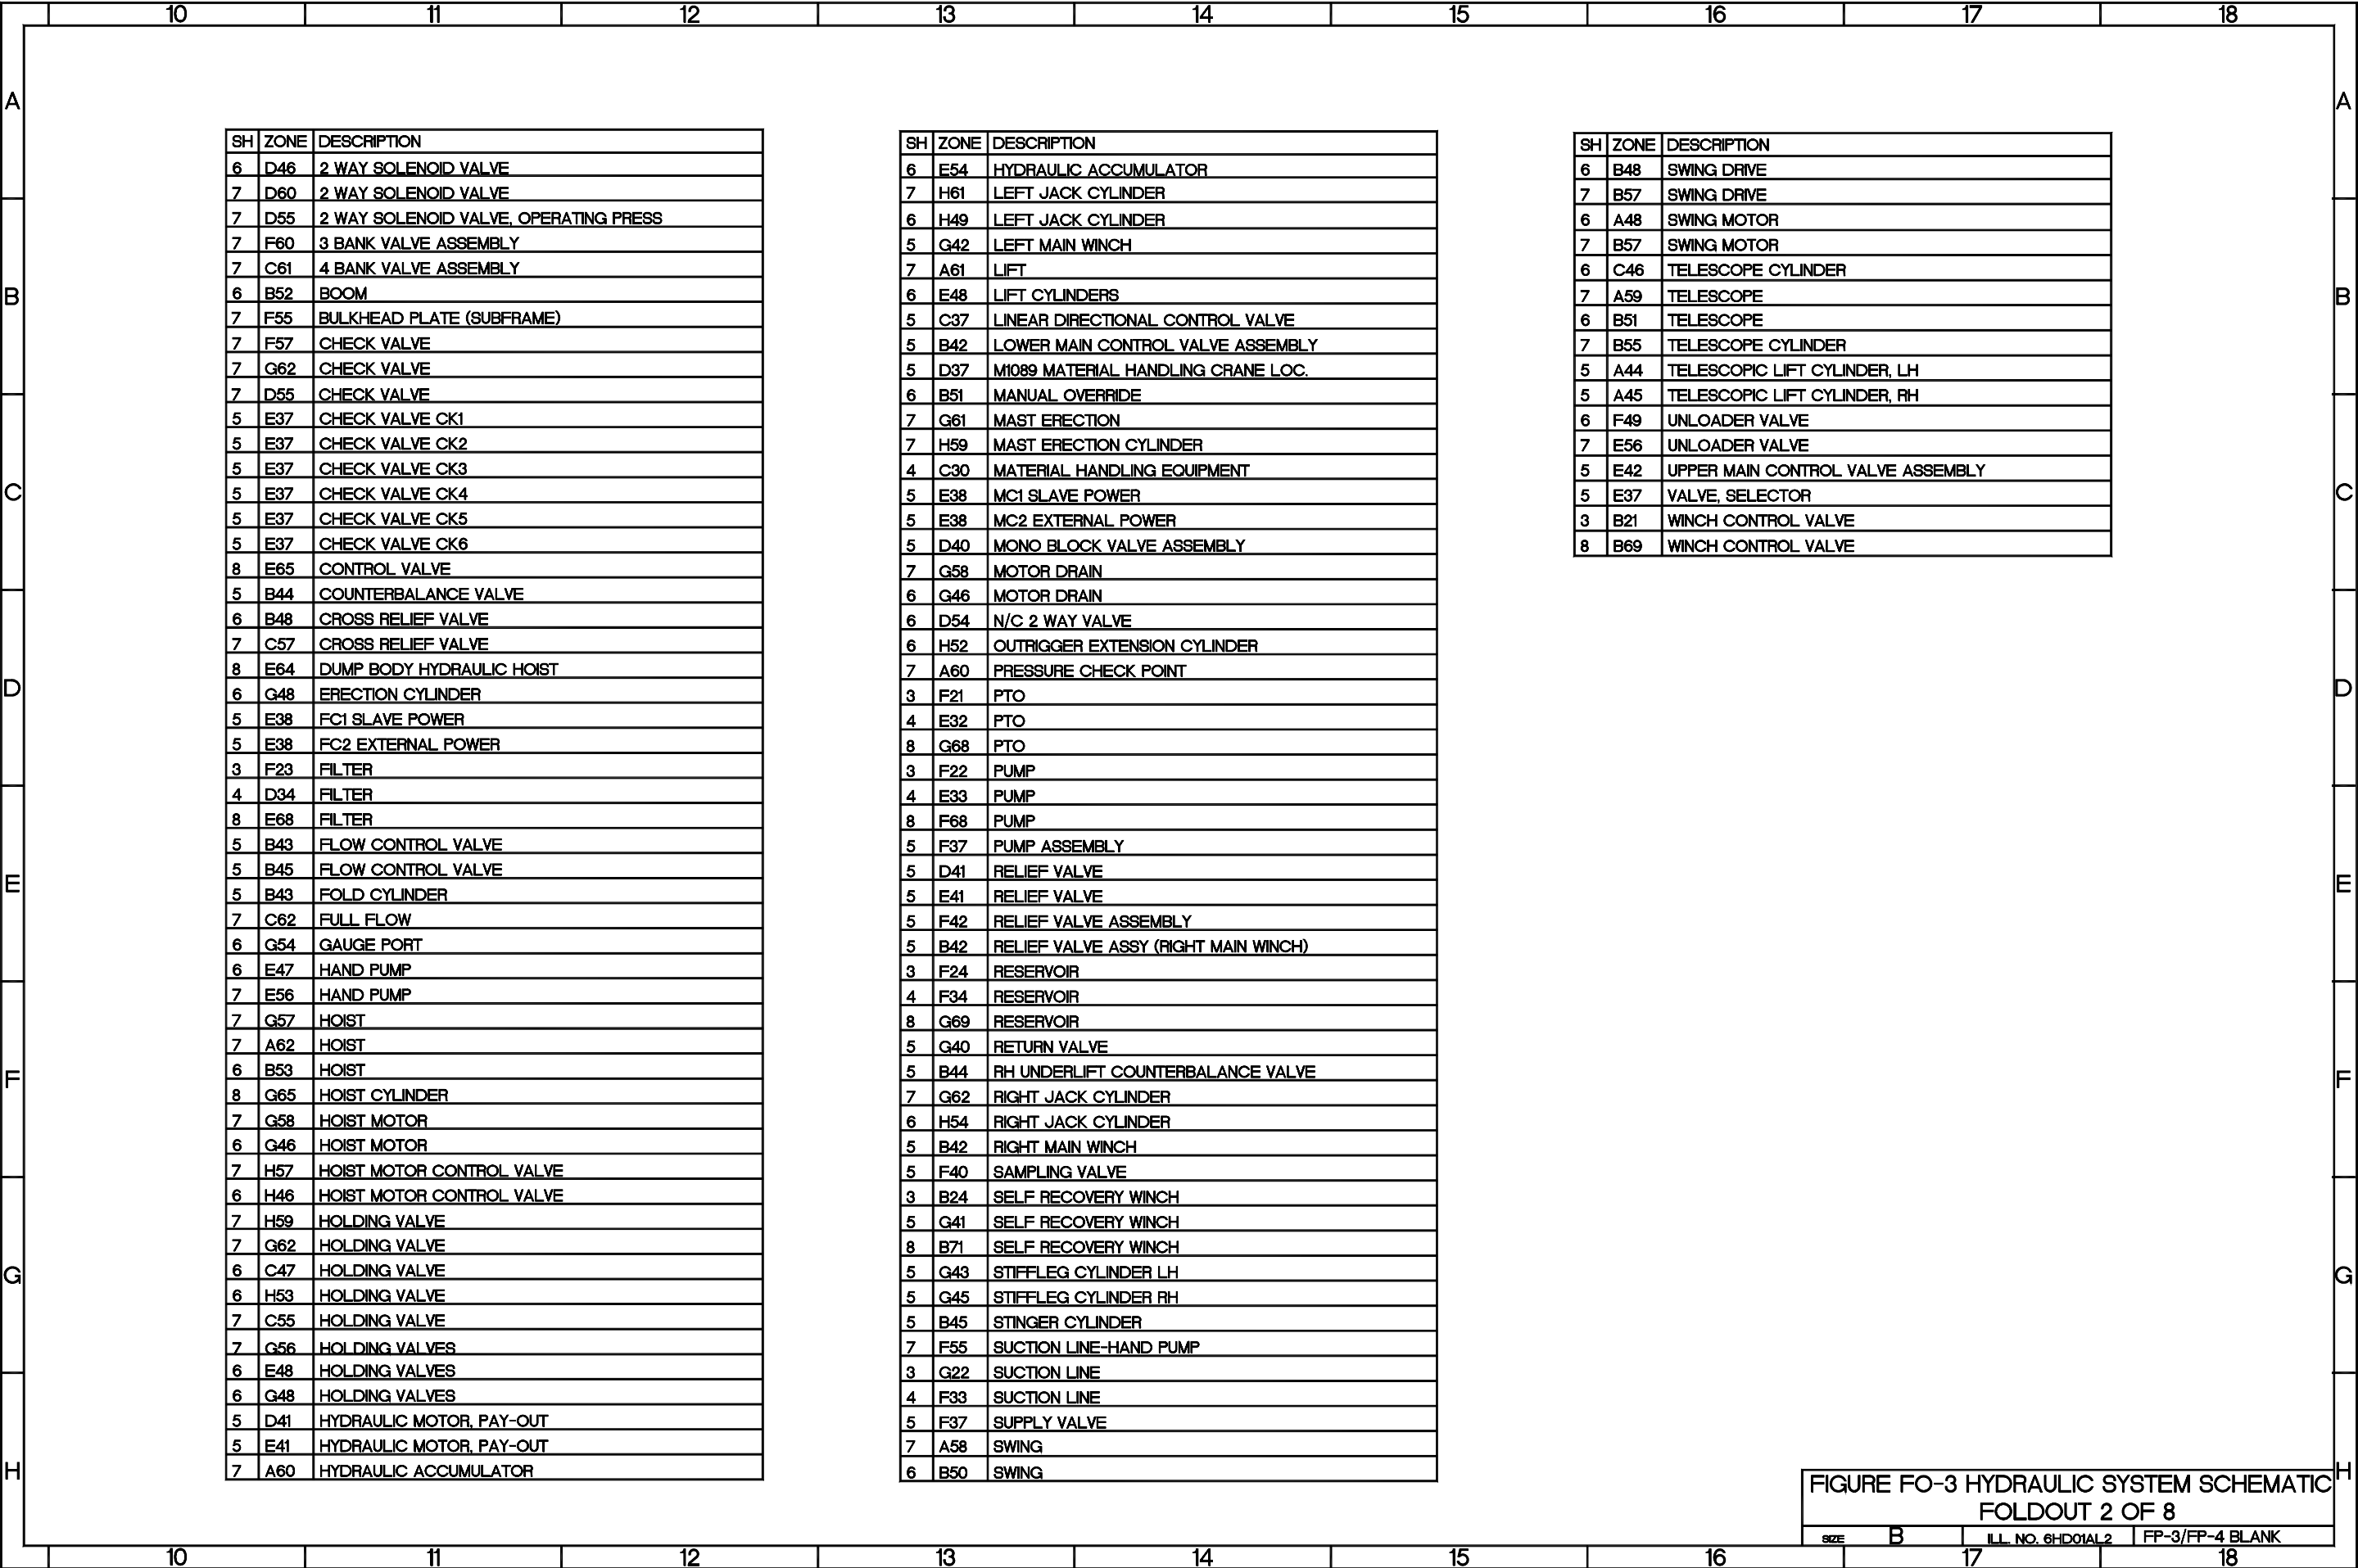 10 11 12 13 14 15 16 17 18
A A
B B
C C
D D
E E
F F
G G
H H
SH ZONE DESCRIPTION
6 D46 2 WAY SOLENOID VALVE
7 D60 2 WAY SOLENOID VALVE
7 D55 2 WAY SOLENOID VALVE, OPERATING PRESS
7 F60 3 BANK VALVE ASSEMBLY
7 C61 4 BANK VALVE ASSEMBLY
6 B52 BOOM
7 F55 BULKHEAD PLATE (SUBFRAME)
7 F57 CHECK VALVE
7 G62 CHECK VALVE
7 D55 CHECK VALVE
5 E37 CHECK VALVE CK1
5 E37 CHECK VALVE CK2
5 E37 CHECK VALVE CK3
5 E37 CHECK VALVE CK4
5 E37 CHECK VALVE CK5
5 E37 CHECK VALVE CK6
8 E65 CONTROL VALVE
5 B44 COUNTERBALANCE VALVE
6 B48 CROSS RELIEF VALVE
7 C57 CROSS RELIEF VALVE
8 E64 DUMP BODY HYDRAULIC HOIST
6 G48 ERECTION CYLINDER
5 E38 FC1 SLAVE POWER
5 E38 FC2 EXTERNAL POWER
3 F23 FILTER
4 D34 FILTER
8 E68 FILTER
5 B43 FLOW CONTROL VALVE
5 B45 FLOW CONTROL VALVE
5 B43 FOLD CYLINDER
7 C62 FULL FLOW
6 G54 GAUGE PORT
6 E47 HAND PUMP
7 E56 HAND PUMP
7 G57 HOIST
7 A62 HOIST
6 B53 HOIST
8 G65 HOIST CYLINDER
7 G58 HOIST MOTOR
6 G46 HOIST MOTOR
7 H57 HOIST MOTOR CONTROL VALVE
6 H46 HOIST MOTOR CONTROL VALVE
7 H59 HOLDING VALVE
7 G62 HOLDING VALVE
6 C47 HOLDING VALVE
6 H53 HOLDING VALVE
7 C55 HOLDING VALVE
7 G56 HOLDING VALVES
6 E48 HOLDING VALVES
6 G48 HOLDING VALVES
5 D41 HYDRAULIC MOTOR, PAY-OUT
5 E41 HYDRAULIC MOTOR, PAY-OUT
7 A60 HYDRAULIC ACCUMULATOR
SH ZONE DESCRIPTION
6 E54 HYDRAULIC ACCUMULATOR
7 H61 LEFT JACK CYLINDER
6 H49 LEFT JACK CYLINDER
5 G42 LEFT MAIN WINCH
7 A61 LIFT
6 E48 LIFT CYLINDERS
5 C37 LINEAR DIRECTIONAL CONTROL VALVE
5 B42 LOWER MAIN CONTROL VALVE ASSEMBLY
5 D37 M1089 MATERIAL HANDLING CRANE LOC.
6 B51 MANUAL OVERRIDE
7 G61 MAST ERECTION
7 H59 MAST ERECTION CYLINDER
4 C30 MATERIAL HANDLING EQUIPMENT
5 E38 MC1 SLAVE POWER
5 E38 MC2 EXTERNAL POWER
5 D40 MONO BLOCK VALVE ASSEMBLY
7 G58 MOTOR DRAIN
6 G46 MOTOR DRAIN
6 D54 N/C 2 WAY VALVE
6 H52 OUTRIGGER EXTENSION CYLINDER
7 A60 PRESSURE CHECK POINT
3 F21 PTO
4 E32 PTO
8 G68 PTO
3 F22 PUMP
4 E33 PUMP
8 F68 PUMP
5 F37 PUMP ASSEMBLY
5 D41 RELIEF VALVE
5 E41 RELIEF VALVE
5 F42 RELIEF VALVE ASSEMBLY
5 B42 RELIEF VALVE ASSY (RIGHT MAIN WINCH)
3 F24 RESERVOIR
4 F34 RESERVOIR
8 G69 RESERVOIR
5 G40 RETURN VALVE
5 B44 RH UNDERLIFT COUNTERBALANCE VALVE
7 G62 RIGHT JACK CYLINDER
6 H54 RIGHT JACK CYLINDER
5 B42 RIGHT MAIN WINCH
5 F40 SAMPLING VALVE
3 B24 SELF RECOVERY WINCH
5 G41 SELF RECOVERY WINCH
8 B71 SELF RECOVERY WINCH
5 G43 STIFFLEG CYLINDER LH
5 G45 STIFFLEG CYLINDER RH
5 B45 STINGER CYLINDER
7 F55 SUCTION LINE-HAND PUMP
3 G22 SUCTION LINE
4 F33 SUCTION LINE
5 F37 SUPPLY VALVE
7 A58 SWING
6 B50 SWING
SH ZONE DESCRIPTION
6 B48 SWING DRIVE
7 B57 SWING DRIVE
6 A48 SWING MOTOR
7 B57 SWING MOTOR
6 C46 TELESCOPE CYLINDER
7 A59 TELESCOPE
6 B51 TELESCOPE
7 B55 TELESCOPE CYLINDER
5 A44 TELESCOPIC LIFT CYLINDER, LH
5 A45 TELESCOPIC LIFT CYLINDER, RH
6 F49 UNLOADER VALVE
7 E56 UNLOADER VALVE
5 E42 UPPER MAIN CONTROL VALVE ASSEMBLY
5 E37 VALVE, SELECTOR
3 B21 WINCH CONTROL VALVE
8 B69 WINCH CONTROL VALVE
FIGURE FO-3 HYDRAULIC SYSTEM SCHEMATIC
FOLDOUT 2 OF 8
SIZE B ILL. NO. 6HD01AL2 FP-3/FP-4 BLANK
10 11 12 13 14 15 16 17 18